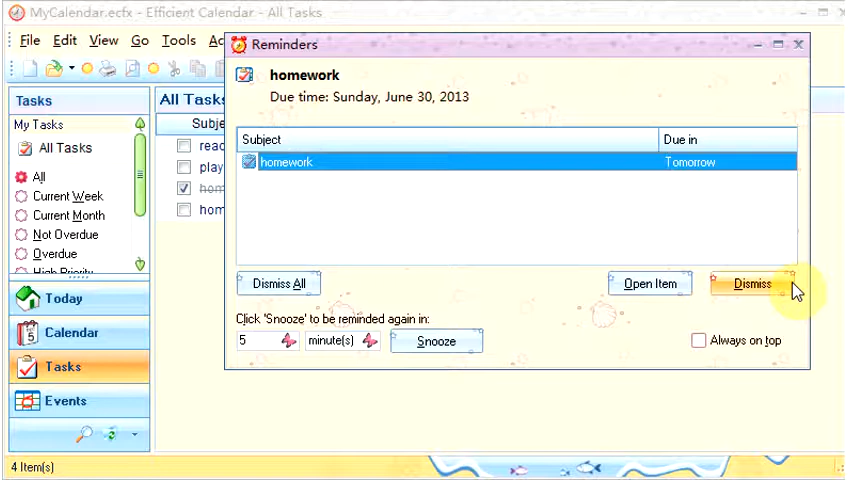 MyCalendar.ecfx - Efficient Calendar - All Tasks
File Edit View Go Tools
Reminders
homework
Due time: Sunday, June 30, 2013
Tasks
All Tasks
My Tasks
Subject Due in
All Tasks
homework Tomorrow
All
Current Week
Current Month
Not Overdue
Overdue
High Priority
Dismiss All Open Item Dismiss
Today
Click 'Snooze' to be reminded again in:
5 minute(s) Snooze Always on top
Calendar
Tasks
Events
4 Item(s)